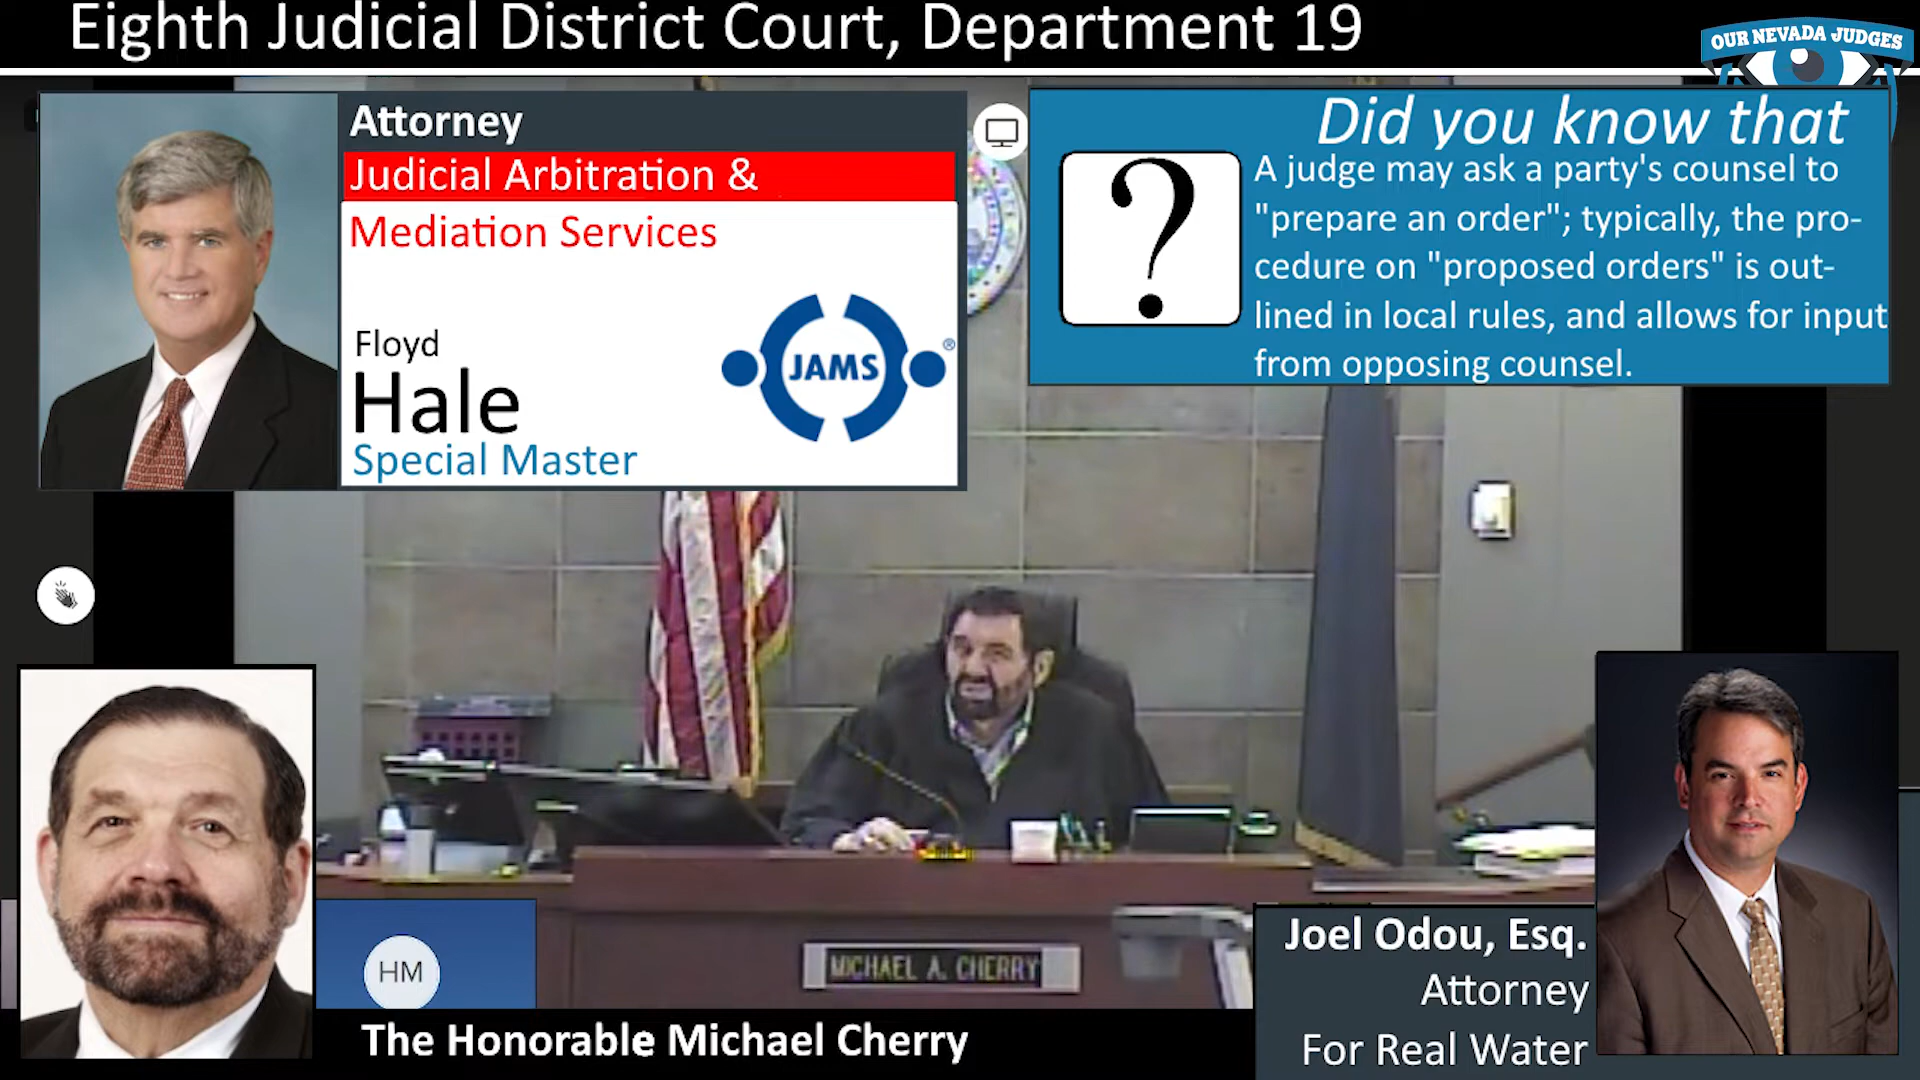 Eighth Judicial District Court, Department 19
OUR NEVADA JUDGES
Attorney
Judicial Arbitration &
Mediation Services
Floyd
Hale
Special Master
JAMS®
Did you know that
?
A judge may ask a party's counsel to
"prepare an order"; typically, the pro-
cedure on "proposed orders" is out-
lined in local rules, and allows for input
from opposing counsel.
HM
MICHAEL A. CHERRY
The Honorable Michael Cherry
Joel Odou, Esq.
Attorney
For Real Water